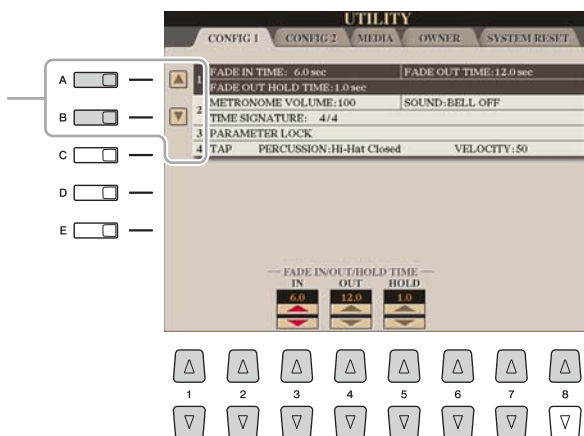 UTILITY
CONFIG 1 CONFIG 2 MEDIA OWNER SYSTEM RESET
A
B
C
D
E
1 FADE IN TIME: 6.0 sec FADE OUT TIME:12.0 sec
FADE OUT HOLD TIME:1.0 sec
2 METRONOME VOLUME:100 SOUND:BELL OFF
TIME SIGNATURE: 4/4
3 PARAMETER LOCK
4 TAP PERCUSSION:Hi-Hat Closed VELOCITY:50
FADE IN/OUT/HOLD TIME
IN OUT HOLD
6.0 12.0 1.0
1 2 3 4 5 6 7 8